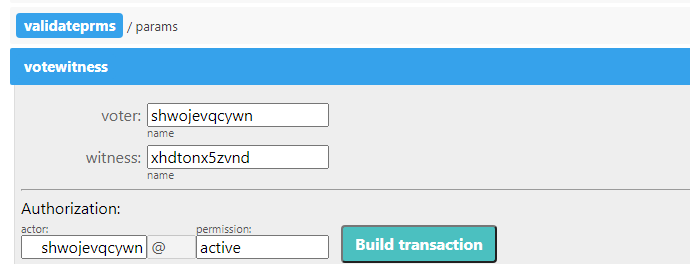 validateprms / params
votewitness
voter: shwojevqcywn
name
witness: xhdtonx5zvnd
name
Authorization:
actor: permission:
shwojevqcywn @ active Build transaction